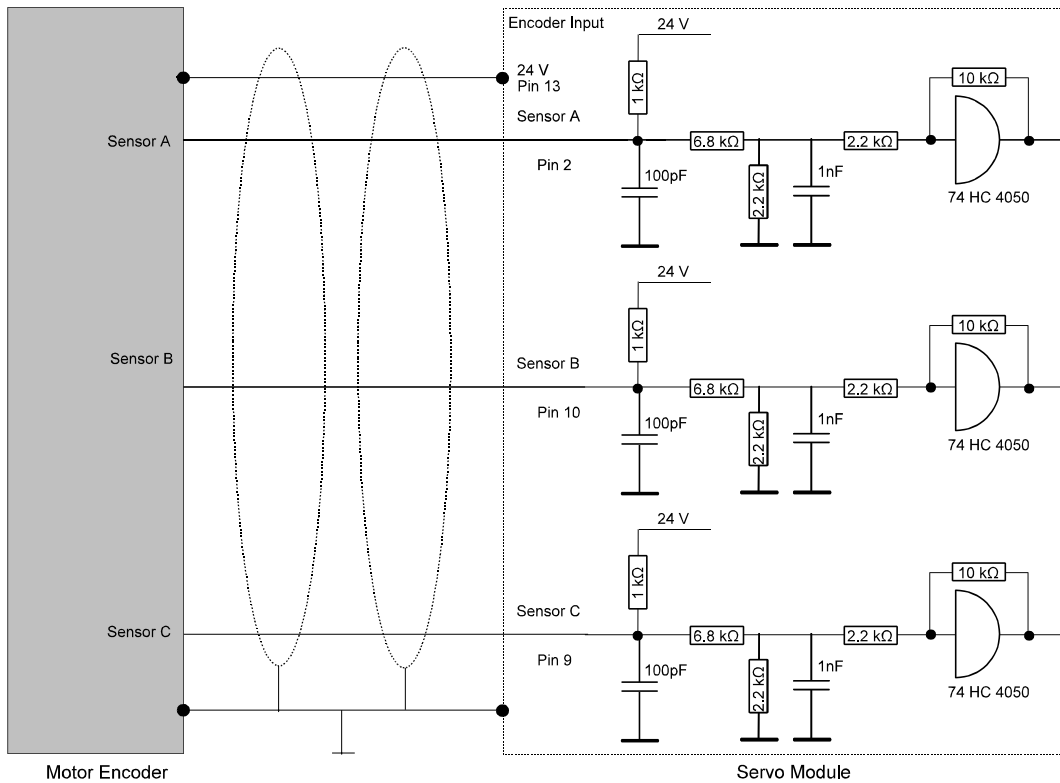 Encoder Input
24 V
24 V
Pin 13
1 kΩ
10 kΩ
Sensor A
Sensor A
6.8 kΩ
2.2 kΩ
Pin 2
100pF
2.2 kΩ
1nF
74 HC 4050
24 V
1 kΩ
10 kΩ
Sensor B
Sensor B
6.8 kΩ
2.2 kΩ
Pin 10
100pF
2.2 kΩ
1nF
74 HC 4050
24 V
1 kΩ
10 kΩ
Sensor C
Sensor C
6.8 kΩ
2.2 kΩ
Pin 9
100pF
2.2 kΩ
1nF
74 HC 4050
Motor Encoder
Servo Module